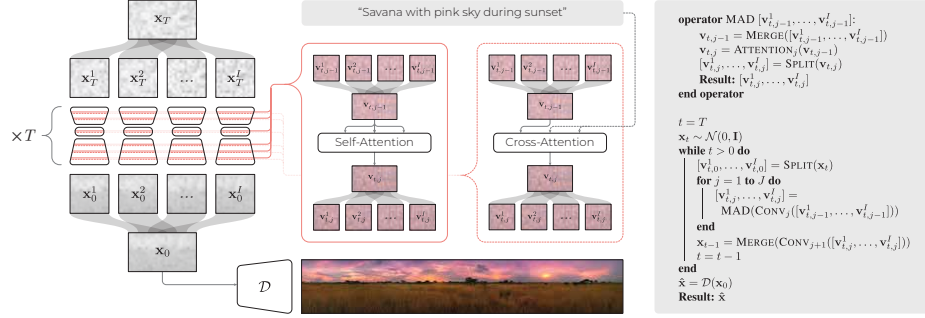 x_T
x_T^1 x_T^2 ... x_T^I
×T
x_0^1 x_0^2 ... x_0^I
x_0
D
"Savana with pink sky during sunset"
v_{t,j-1}^1 v_{t,j-1}^2 ... v_{t,j-1}^I
v_{t,j-1}
Self-Attention
v_{t,j}
v_{t,j}^1 v_{t,j}^2 ... v_{t,j}^I
v_{t,j-1}^1 v_{t,j-1}^2 ... v_{t,j-1}^I
v_{t,j-1}
Cross-Attention
v_{t,j}
v_{t,j}^1 v_{t,j}^2 ... v_{t,j}^I
operator MAD [v_{t,j-1}^1, . . . , v_{t,j-1}^I]:
v_{t,j-1} = MERGE([v_{t,j-1}^1, . . . , v_{t,j-1}^I])
v_{t,j} = ATTENTION_j(v_{t,j-1})
[v_{t,j}^1, . . . , v_{t,j}^I] = SPLIT(v_{t,j})
Result: [v_{t,j}^1, . . . , v_{t,j}^I]
end operator
t = T
x_t ∼ N(0, I)
while t > 0 do
[v_{t,0}^1, . . . , v_{t,0}^I] = SPLIT(x_t)
for j = 1 to J do
[v_{t,j}^1, . . . , v_{t,j}^I] =
MAD(CONV_j([v_{t,j-1}^1, . . . , v_{t,j-1}^I]))
end
x_{t-1} = MERGE(CONV_{j+1}([v_{t,j}^1, . . . , v_{t,j}^I]))
t = t − 1
end
x̂ = D(x_0)
Result: x̂